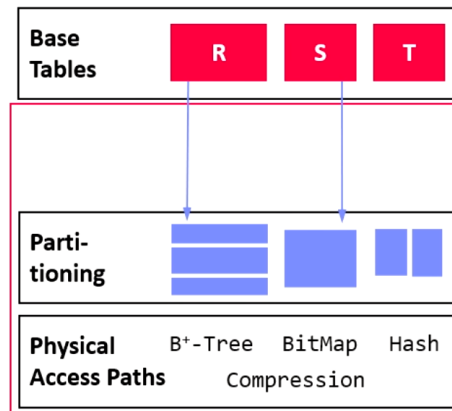 Base
Tables
R
S
T
Parti-
tioning
Physical
Access Paths
B⁺-Tree
BitMap
Hash
Compression